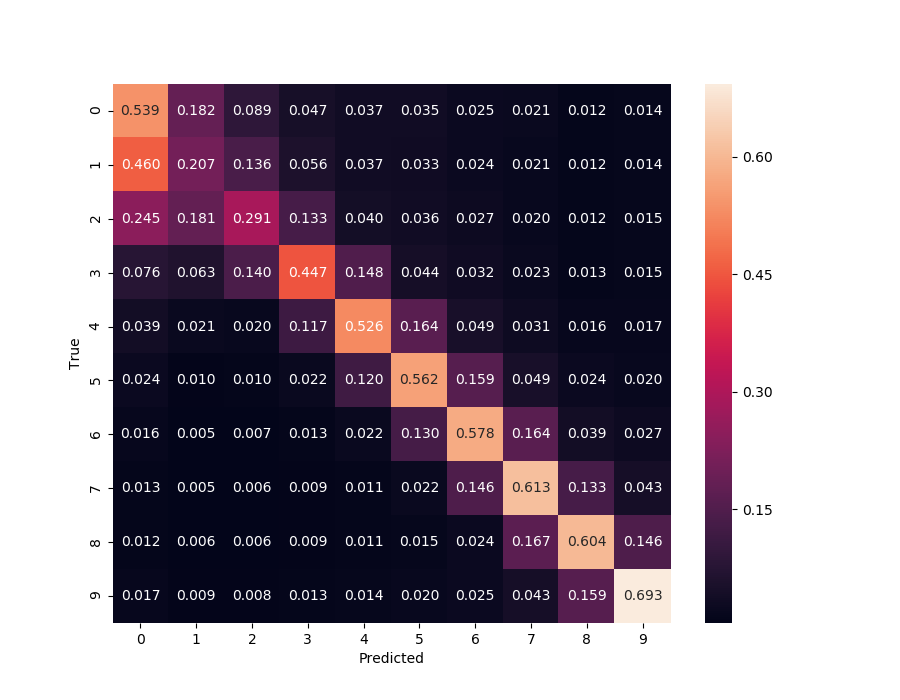 0 0.539 0.182 0.089 0.047 0.037 0.035 0.025 0.021 0.012 0.014
1 0.460 0.207 0.136 0.056 0.037 0.033 0.024 0.021 0.012 0.014
2 0.245 0.181 0.291 0.133 0.040 0.036 0.027 0.020 0.012 0.015
3 0.076 0.063 0.140 0.447 0.148 0.044 0.032 0.023 0.013 0.015
4 0.039 0.021 0.020 0.117 0.526 0.164 0.049 0.031 0.016 0.017
5 0.024 0.010 0.010 0.022 0.120 0.562 0.159 0.049 0.024 0.020
6 0.016 0.005 0.007 0.013 0.022 0.130 0.578 0.164 0.039 0.027
7 0.013 0.005 0.006 0.009 0.011 0.022 0.146 0.613 0.133 0.043
8 0.012 0.006 0.006 0.009 0.011 0.015 0.024 0.167 0.604 0.146
9 0.017 0.009 0.008 0.013 0.014 0.020 0.025 0.043 0.159 0.693
0 1 2 3 4 5 6 7 8 9
Predicted
True
0.60
0.45
0.30
0.15